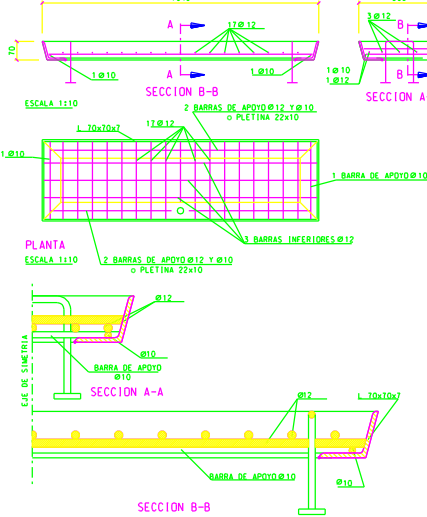 A
17Ø12
3Ø12
B
70
1Ø10
A
1Ø10
1Ø10
1Ø12
B
SECCION B-B
SECCION A
ESCALA 1:10
2 BARRAS DE APOYO Ø12 Y Ø10
o PLETINA 22x10
L 70x70x7
17Ø12
1Ø10
1 BARRA DE APOYO Ø10
PLANTA
3 BARRAS INFERIORES Ø12
ESCALA 1:10
2 BARRAS DE APOYO Ø12 Y Ø10
o PLETINA 22x10
Ø12
EJE DE SIMETRIA
Ø10
BARRA DE APOYO
Ø10
SECCION A-A
Ø12
L 70x70x7
BARRA DE APOYO Ø10
Ø10
SECCION B-B